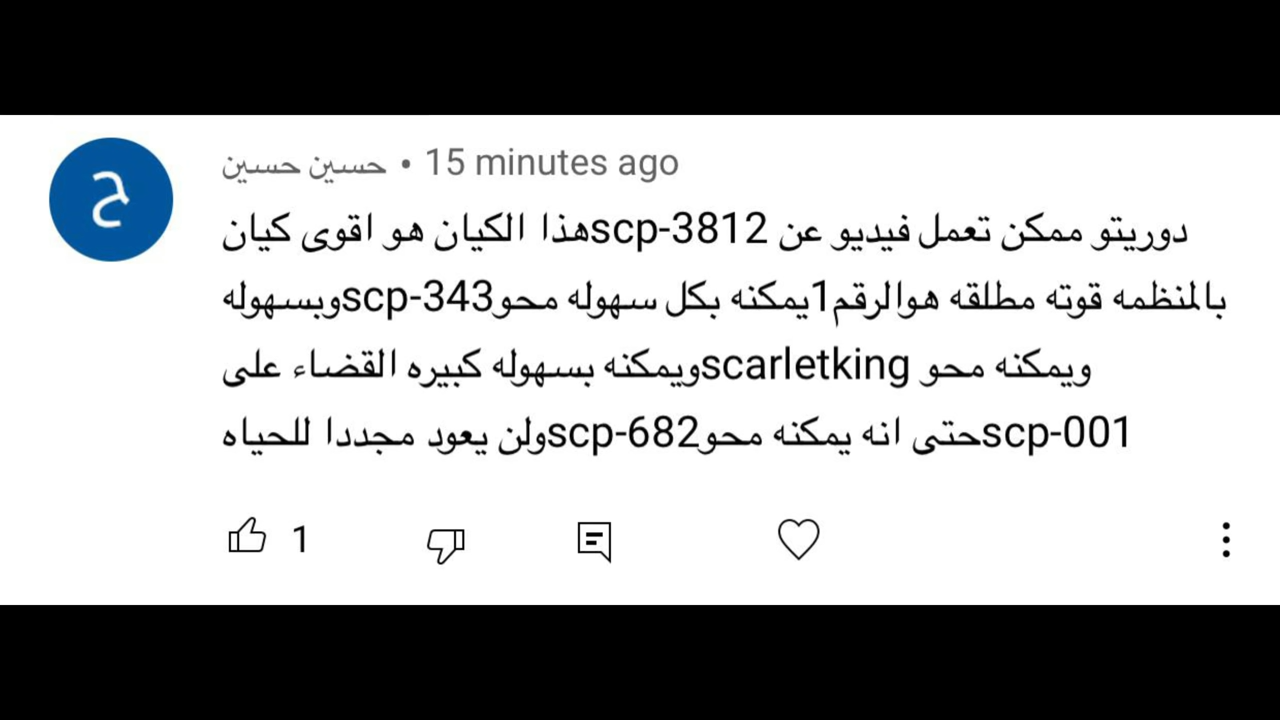 حسين حسين • 15 minutes ago
ح
دوريتو ممكن تعمل فيديو عن scp-3812هذا الكيان هو اقوى كيان
بالمنظمه قوته مطلقه هوالرقم1يمكنه بكل سهوله محوscp-343وبسهوله
ويمكنه محو scarletkingويمكنه بسهوله كبيره القضاء على
scp-001حتى انه يمكنه محوscp-682ولن يعود مجددا للحياه
1